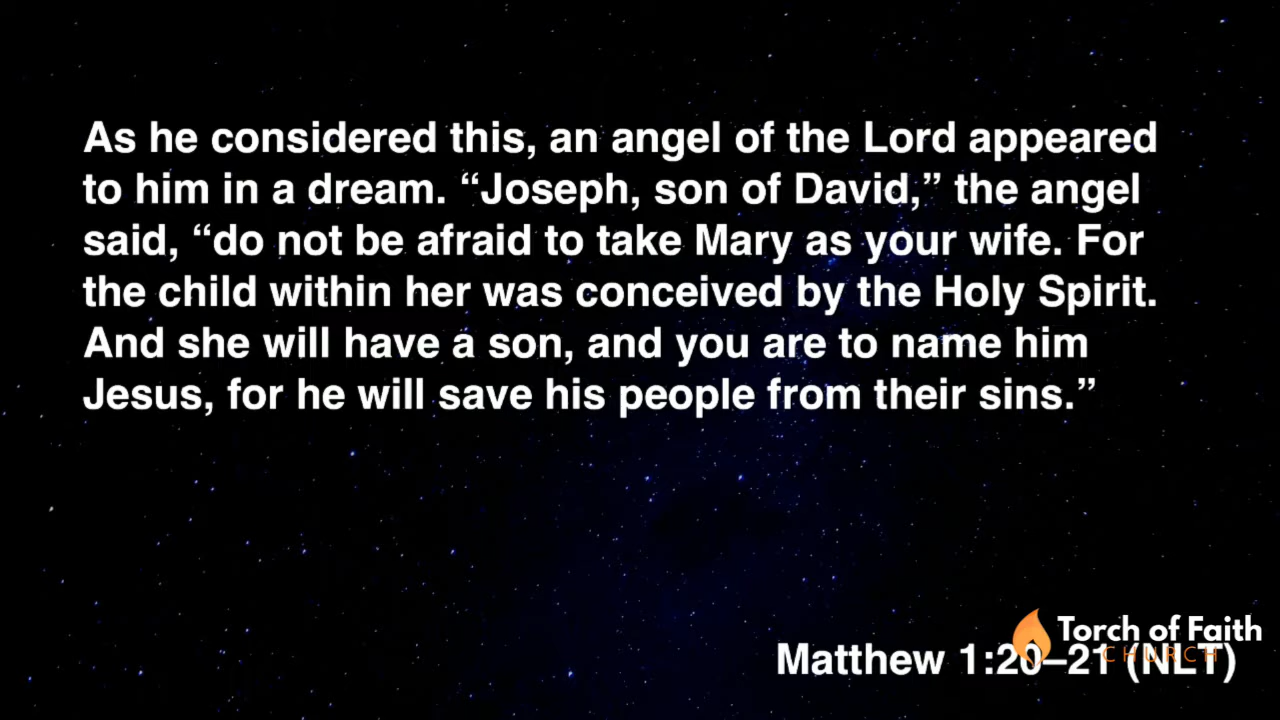 As he considered this, an angel of the Lord appeared
to him in a dream. “Joseph, son of David,” the angel
said, “do not be afraid to take Mary as your wife. For
the child within her was conceived by the Holy Spirit.
And she will have a son, and you are to name him
Jesus, for he will save his people from their sins.”
Torch of Faith
CHURCH
Matthew 1:20–21 (NLT)